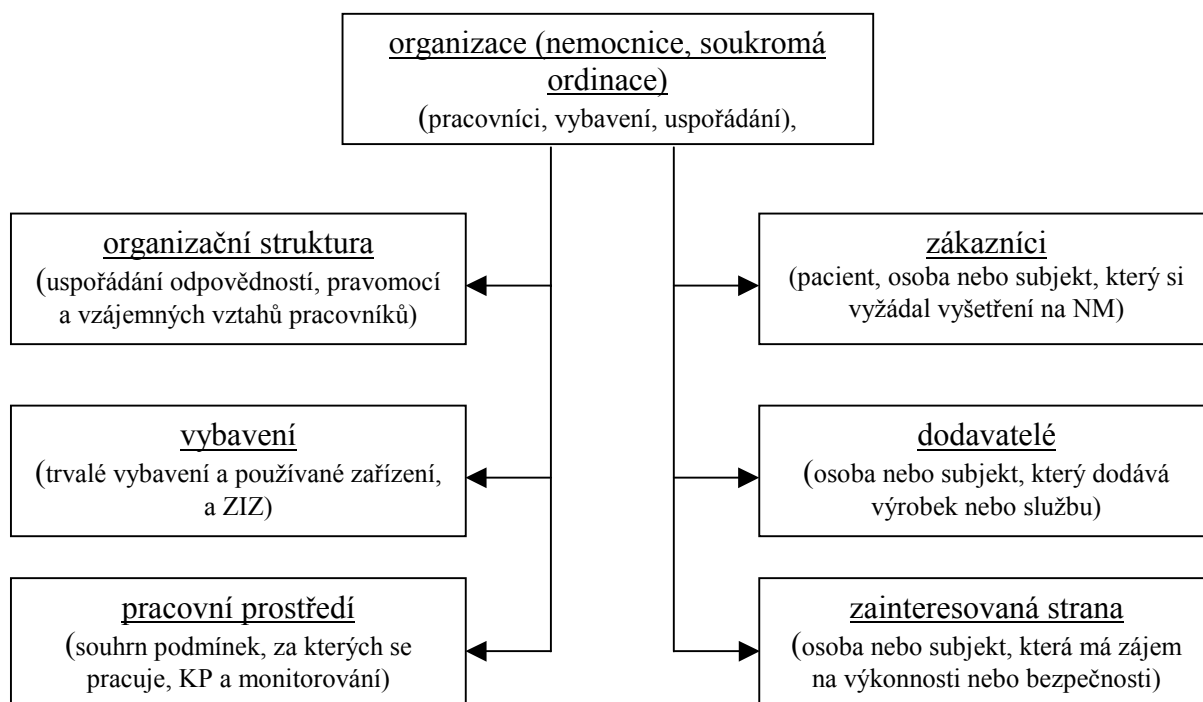 organizace (nemocnice, soukromá
ordinace)
(pracovníci, vybavení, uspořádání),
organizační struktura
(uspořádání odpovědností, pravomocí
a vzájemných vztahů pracovníků)
zákazníci
(pacient, osoba nebo subjekt, který si
vyžádal vyšetření na NM)
vybavení
(trvalé vybavení a používané zařízení,
a ZIZ)
dodavatelé
(osoba nebo subjekt, který dodává
výrobek nebo službu)
pracovní prostředí
(souhrn podmínek, za kterých se
pracuje, KP a monitorování)
zainteresovaná strana
(osoba nebo subjekt, která má zájem
na výkonnosti nebo bezpečnosti)